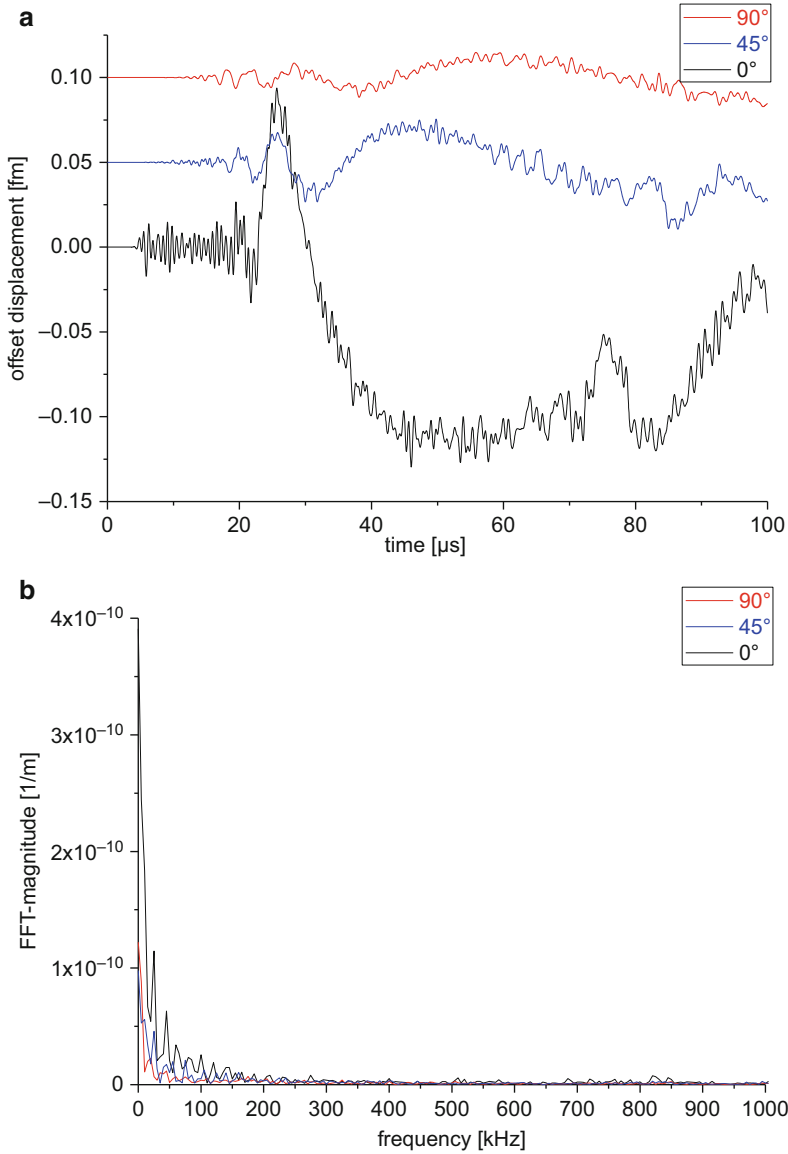 a
90°
45°
0°
0.10
0.05
0.00
–0.05
–0.10
–0.15
offset displacement [fm]
0 20 40 60 80 100
time [µs]
b
90°
45°
0°
4x10⁻¹⁰
3x10⁻¹⁰
2x10⁻¹⁰
1x10⁻¹⁰
0
FFT-magnitude [1/m]
0 100 200 300 400 500 600 700 800 900 1000
frequency [kHz]